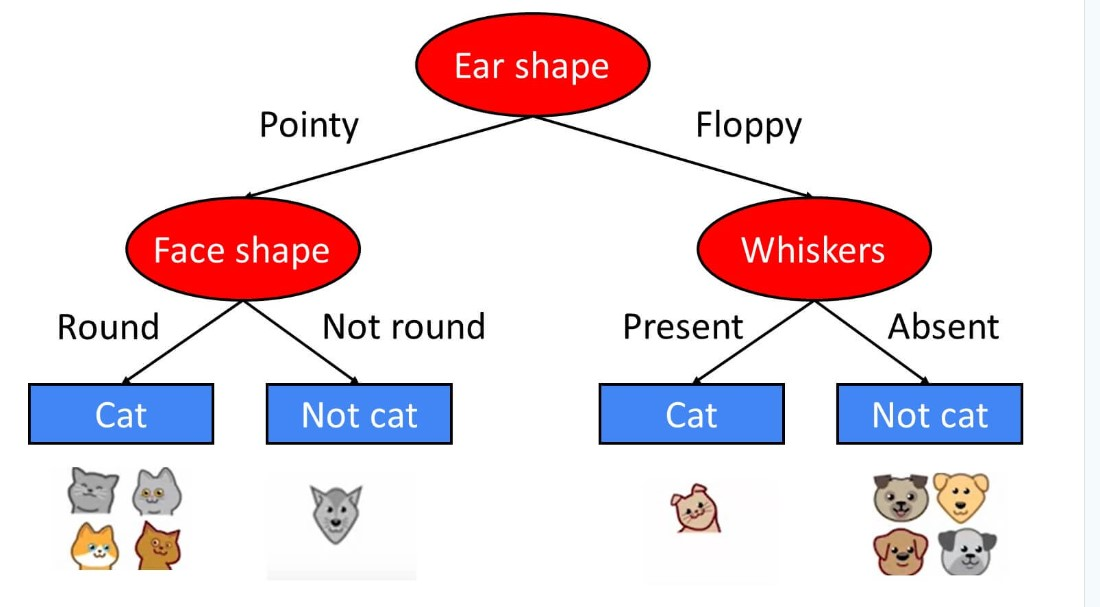 Ear shape
Pointy
Floppy
Face shape
Whiskers
Round
Not round
Present
Absent
Cat
Not cat
Cat
Not cat